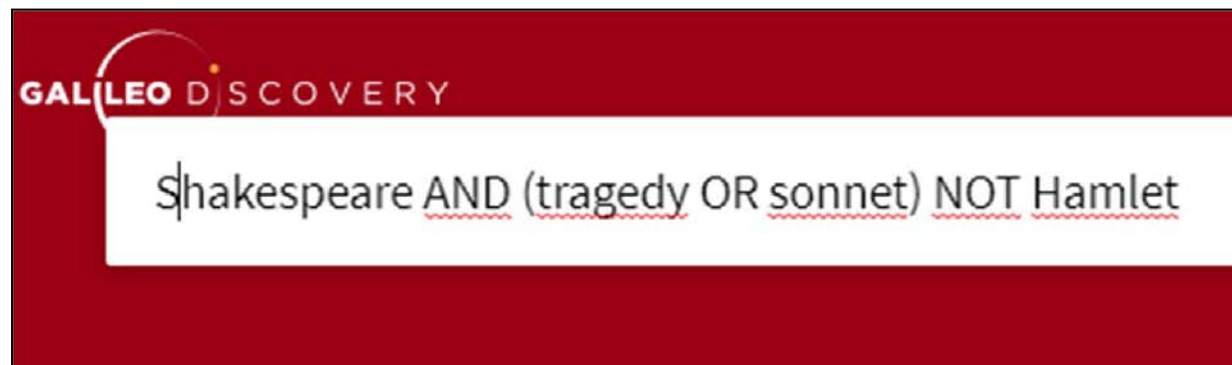 GALILEO DISCOVERY
Shakespeare AND (tragedy OR sonnet) NOT Hamlet